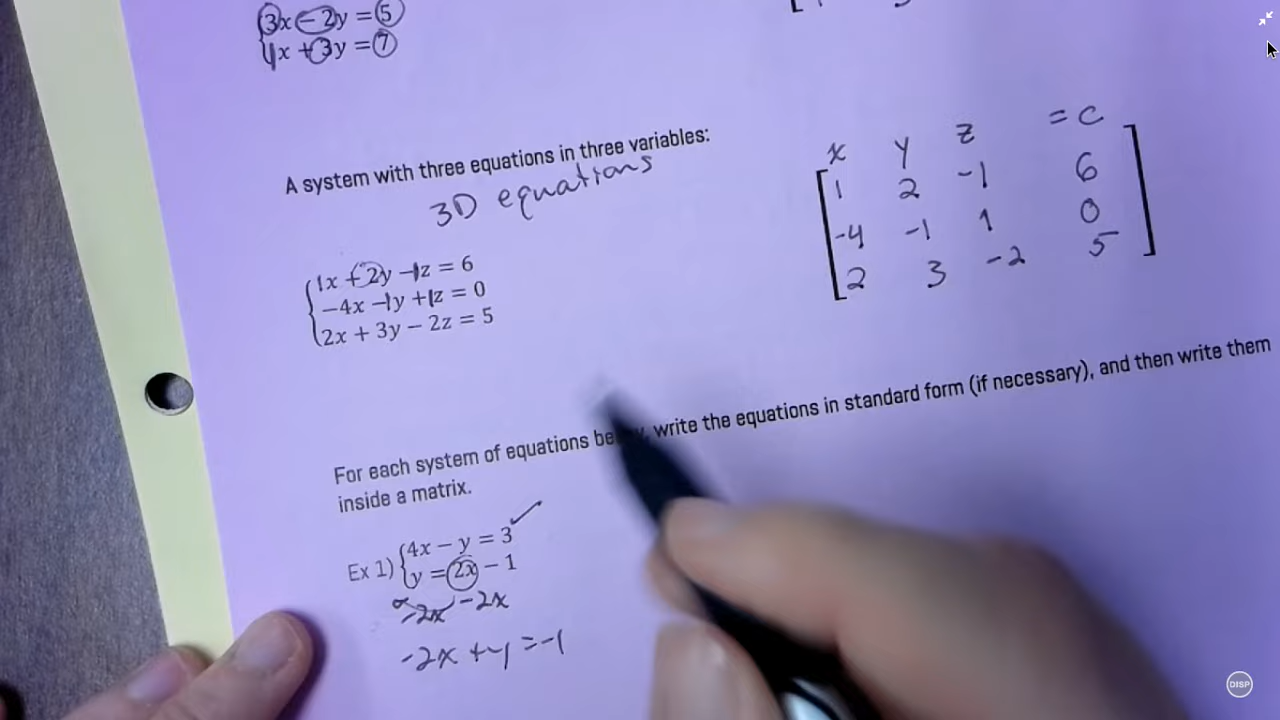 3x - 2y = 5
4x + 3y = 7
A system with three equations in three variables:
3D equations
1x + 2y - 1z = 6
-4x - 1y + 1z = 0
2x + 3y - 2z = 5
x y z = c
1 2 -1 6
-4 -1 1 0
2 3 -2 5
For each system of equations write the equations in standard form (if necessary), and then write them
inside a matrix.
Ex 1) 4x - y = 3
y = 2x - 1
-2x -2x
-2x + y = -1
DISP